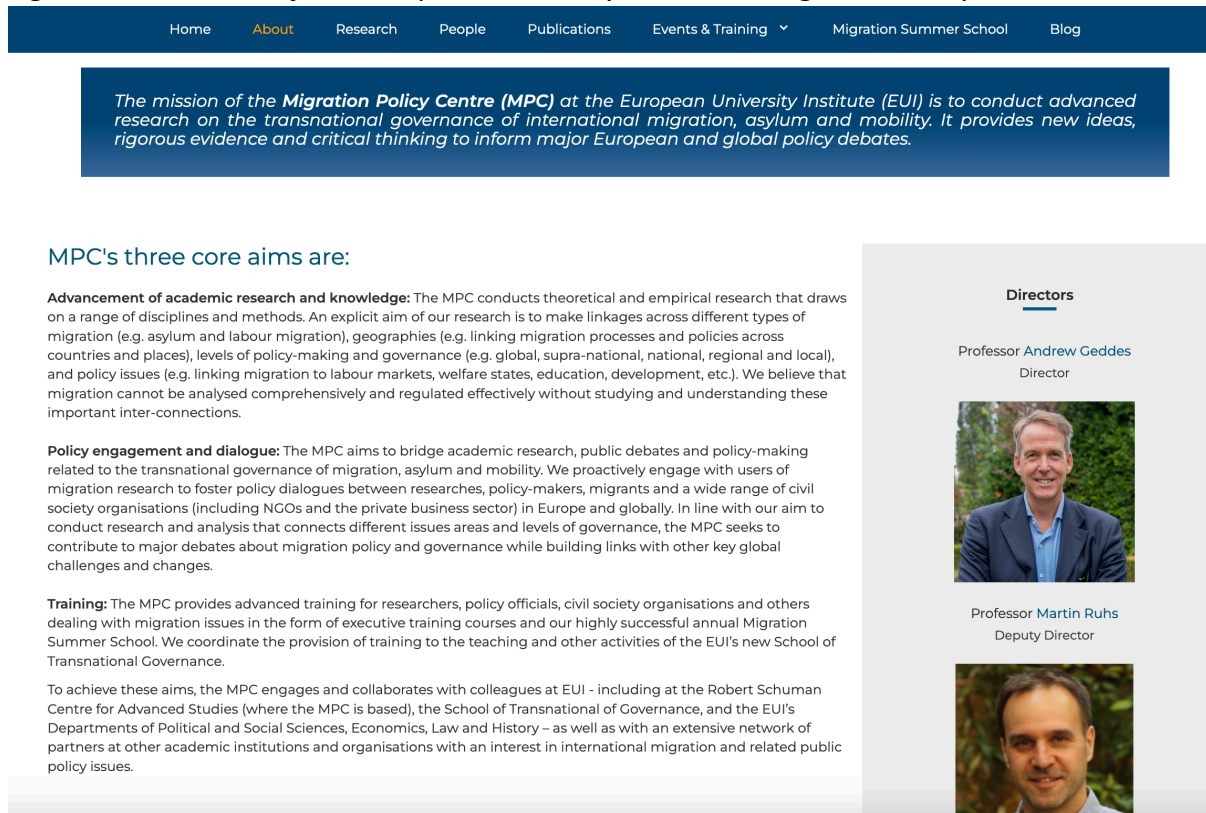 Home About Research People Publications Events & Training Migration Summer School Blog
The mission of the Migration Policy Centre (MPC) at the European University Institute (EUI) is to conduct advanced
research on the transnational governance of international migration, asylum and mobility. It provides new ideas,
rigorous evidence and critical thinking to inform major European and global policy debates.
MPC's three core aims are:
Advancement of academic research and knowledge: The MPC conducts theoretical and empirical research that draws
on a range of disciplines and methods. An explicit aim of our research is to make linkages across different types of
migration (e.g. asylum and labour migration), geographies (e.g. linking migration processes and policies across
countries and places), levels of policy-making and governance (e.g. global, supra-national, national, regional and local),
and policy issues (e.g. linking migration to labour markets, welfare states, education, development, etc.). We believe that
migration cannot be analysed comprehensively and regulated effectively without studying and understanding these
important inter-connections.
Policy engagement and dialogue: The MPC aims to bridge academic research, public debates and policy-making
related to the transnational governance of migration, asylum and mobility. We proactively engage with users of
migration research to foster policy dialogues between researches, policy-makers, migrants and a wide range of civil
society organisations (including NGOs and the private business sector) in Europe and globally. In line with our aim to
conduct research and analysis that connects different issues areas and levels of governance, the MPC seeks to
contribute to major debates about migration policy and governance while building links with other key global
challenges and changes.
Training: The MPC provides advanced training for researchers, policy officials, civil society organisations and others
dealing with migration issues in the form of executive training courses and our highly successful annual Migration
Summer School. We coordinate the provision of training to the teaching and other activities of the EUI's new School of
Transnational Governance.
To achieve these aims, the MPC engages and collaborates with colleagues at EUI - including at the Robert Schuman
Centre for Advanced Studies (where the MPC is based), the School of Transnational of Governance, and the EUI's
Departments of Political and Social Sciences, Economics, Law and History – as well as with an extensive network of
partners at other academic institutions and organisations with an interest in international migration and related public
policy issues.
Directors
Professor Andrew Geddes
Director
Professor Martin Ruhs
Deputy Director